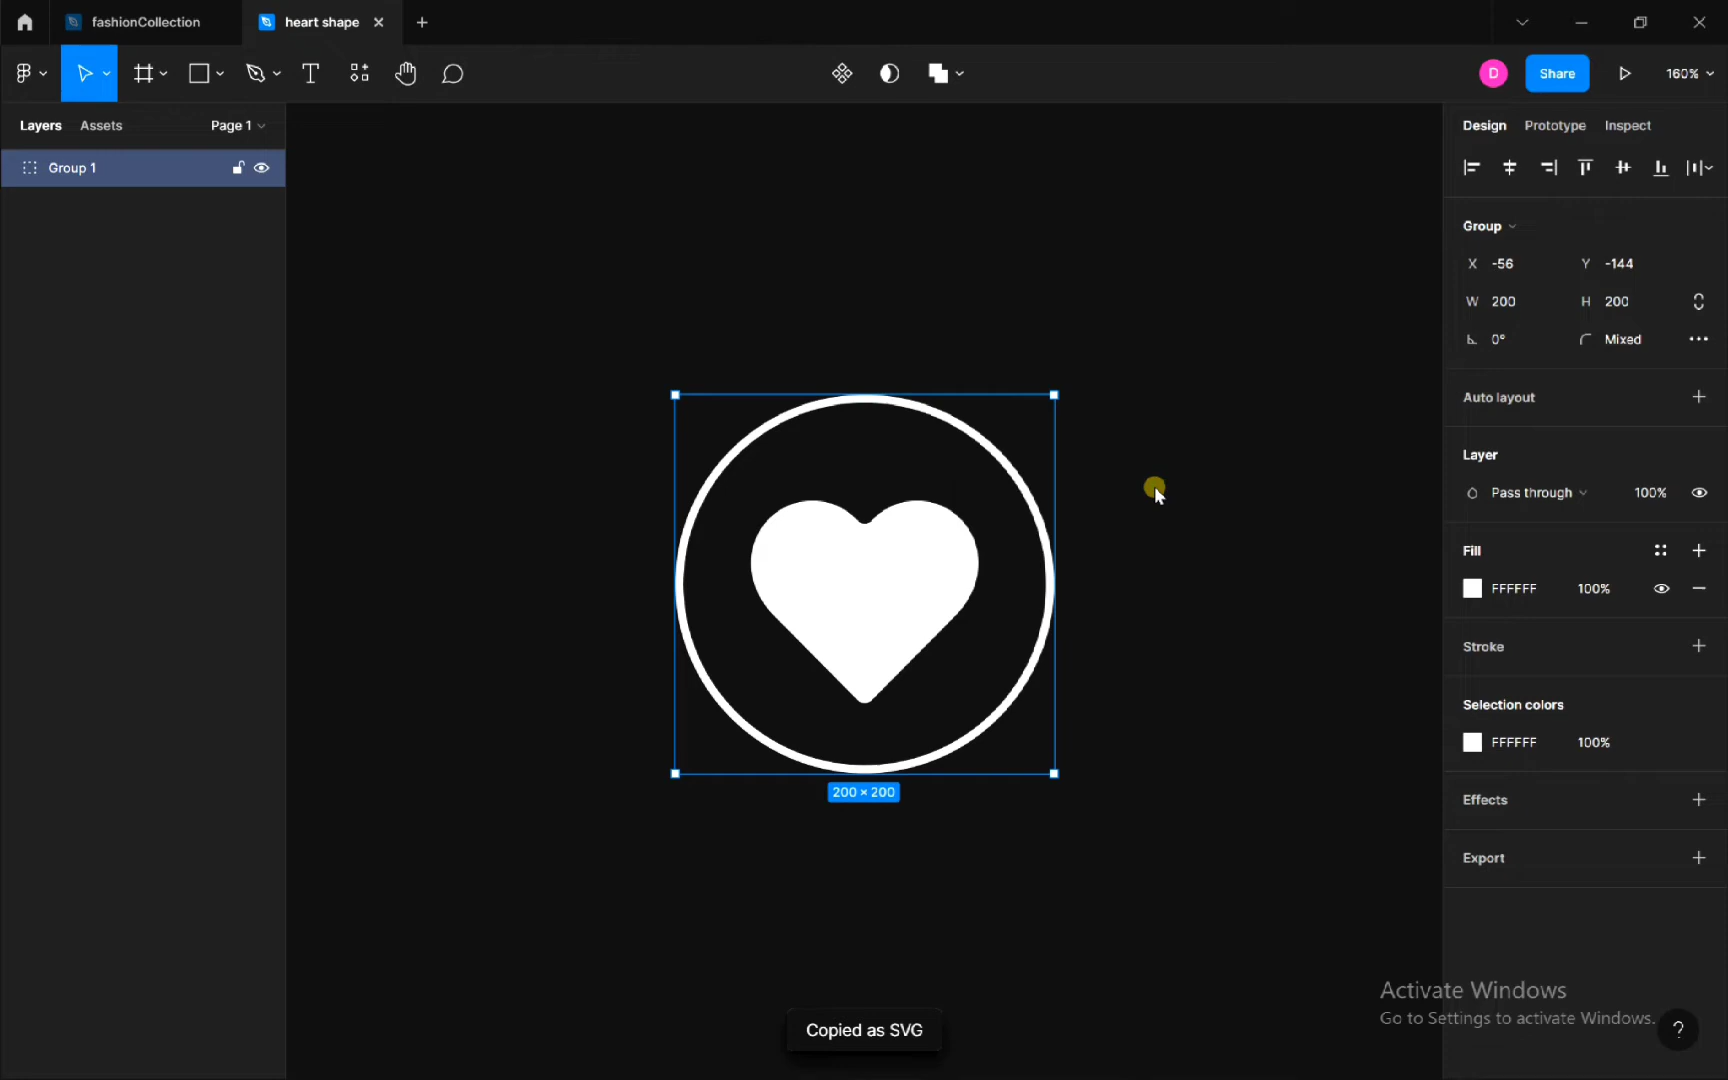 fashionCollection
heart shape
D
Share
160%
Layers
Assets
Page 1
Design
Prototype
Inspect
Group 1
Group
X -56
Y -144
W 200
H 200
0°
Mixed
Auto layout
Layer
Pass through
100%
Fill
FFFFFF
100%
Stroke
Selection colors
FFFFFF
100%
200 × 200
Effects
Export
Activate Windows
Go to Settings to activate Windows.
Copied as SVG
?